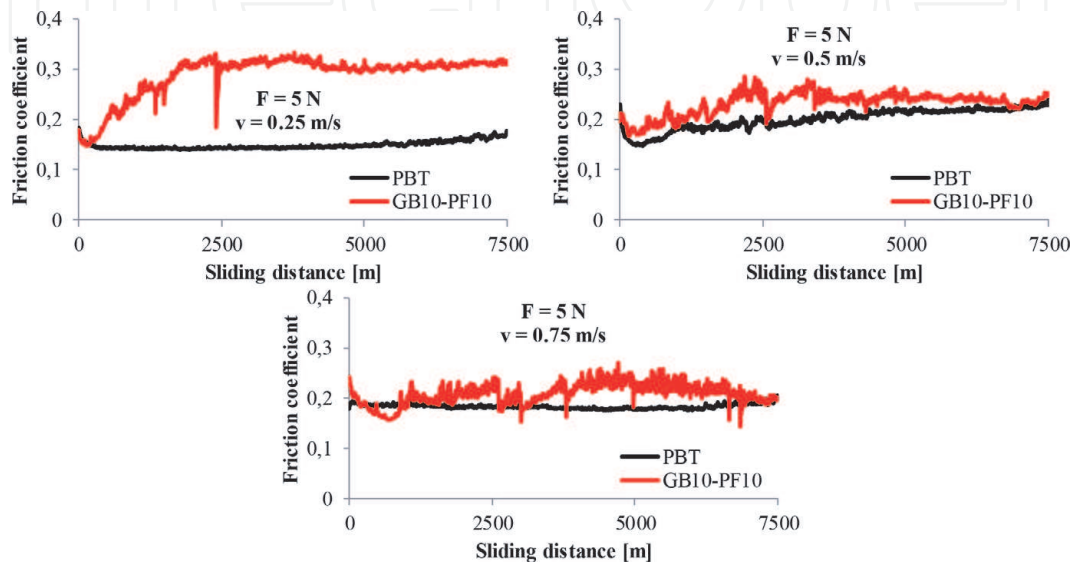 0,4
0,3
0,2
0,1
0
Friction coefficient
F = 5 N
v = 0.25 m/s
PBT
GB10-PF10
0 2500 5000 7500
Sliding distance [m]
0,4
0,3
0,2
0,1
0
Friction coefficient
F = 5 N
v = 0.5 m/s
PBT
GB10-PF10
0 2500 5000 7500
Sliding distance [m]
0,4
0,3
0,2
0,1
0
Friction coefficient
F = 5 N
v = 0.75 m/s
PBT
GB10-PF10
0 2500 5000 7500
Sliding distance [m]